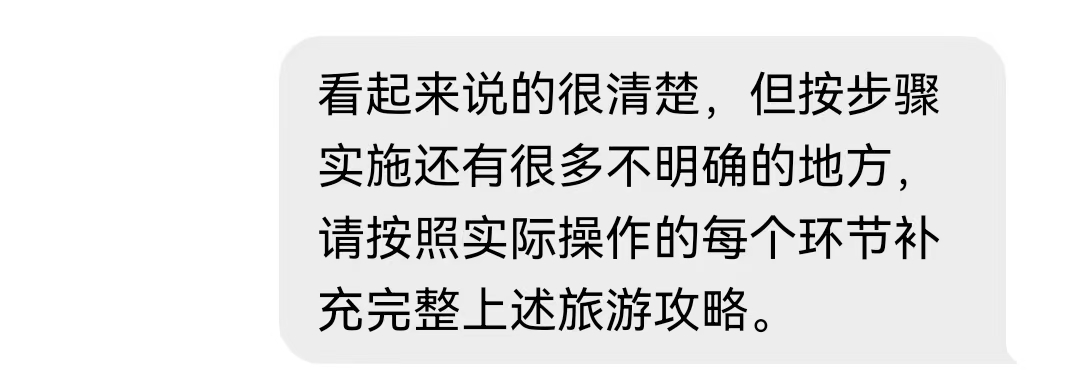 看起来说的很清楚，但按步骤
实施还有很多不明确的地方，
请按照实际操作的每个环节补
充完整上述旅游攻略。